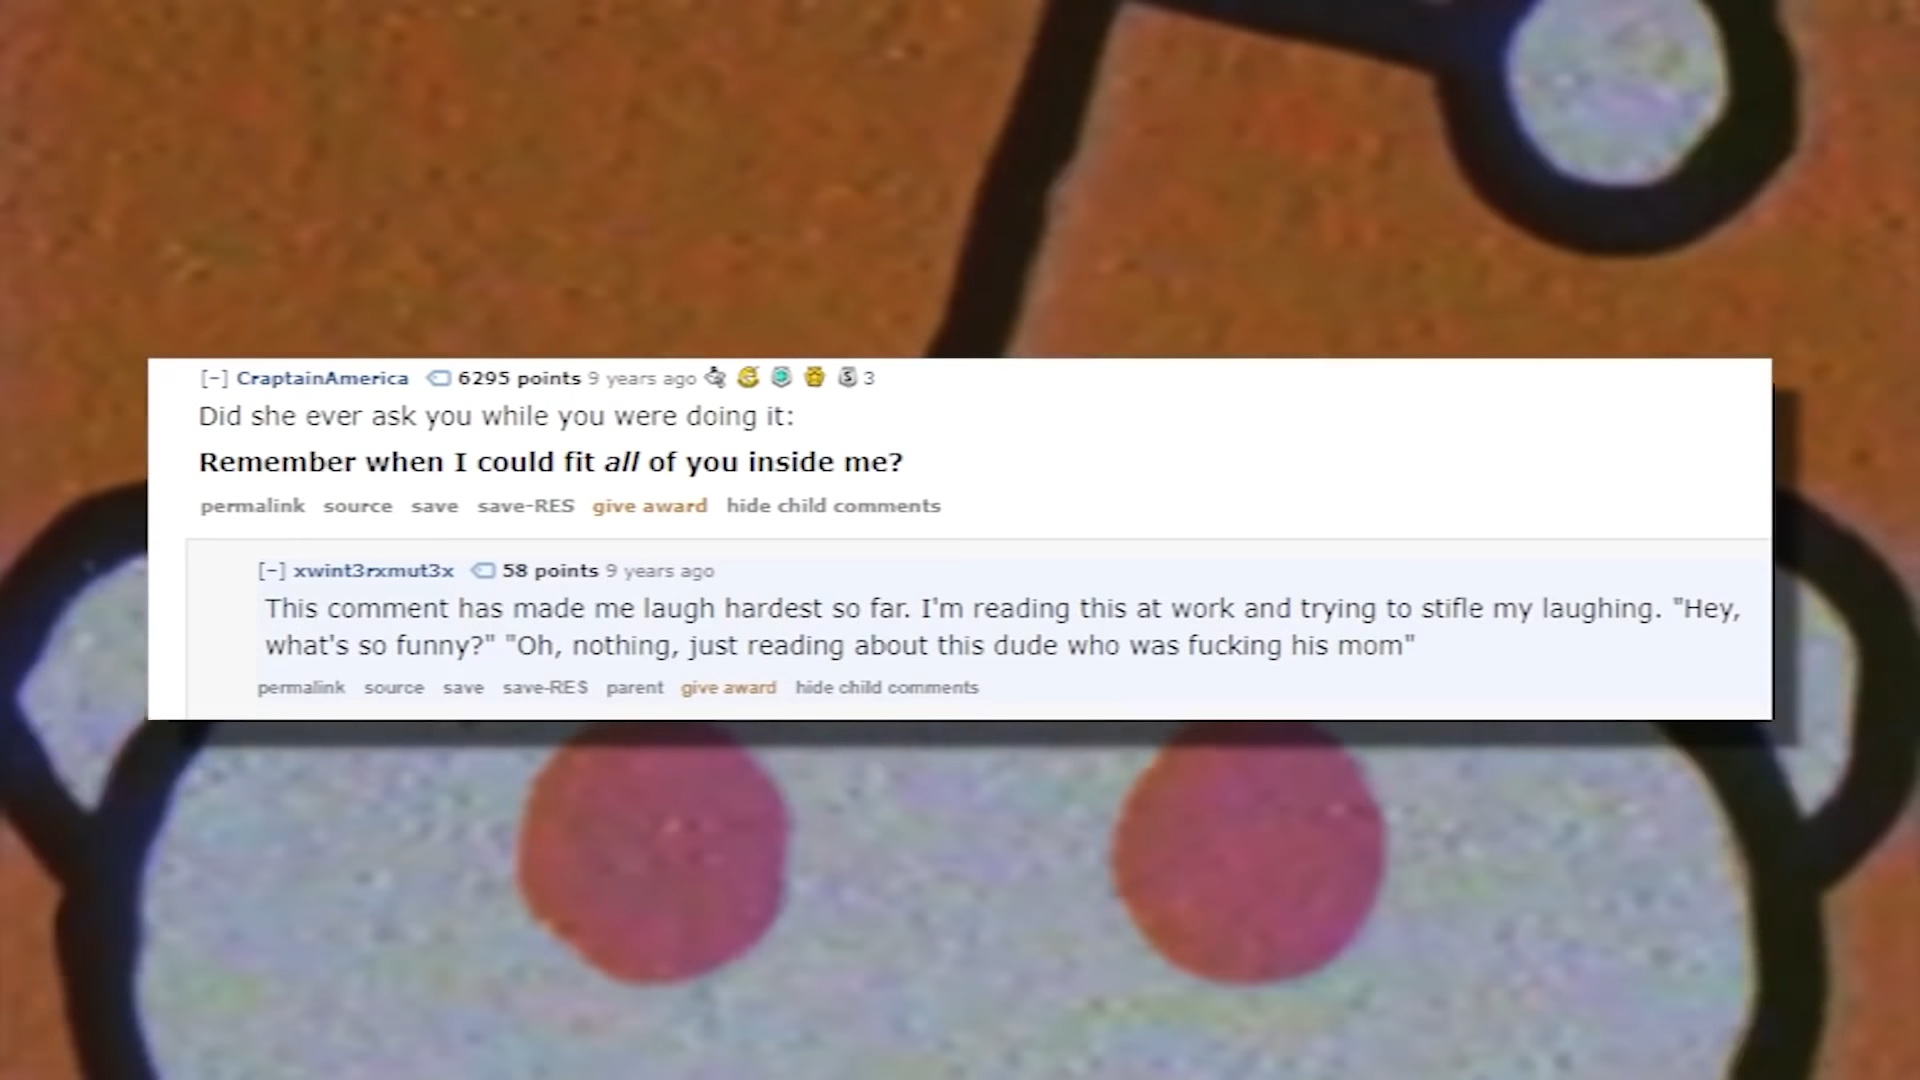 [-] CraptainAmerica 6295 points 9 years ago 3
Did she ever ask you while you were doing it:
Remember when I could fit all of you inside me?
permalink source save save-RES give award hide child comments
[-] xwint3rxmut3x 58 points 9 years ago
This comment has made me laugh hardest so far. I'm reading this at work and trying to stifle my laughing. "Hey,
what's so funny?" "Oh, nothing, just reading about this dude who was fucking his mom"
permalink source save save-RES parent give award hide child comments